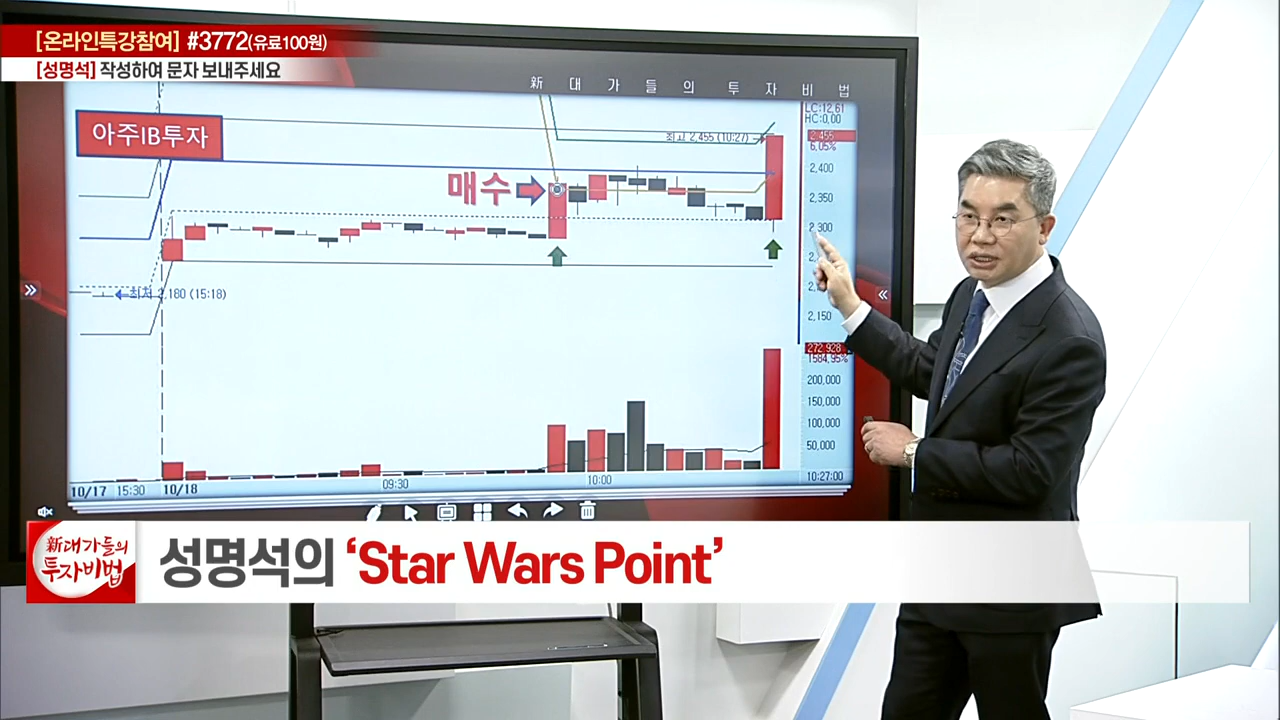 [온라인특강참여] #3772(유료100원)
[성명석] 작성하여 문자 보내주세요
新 대 가 들 의 투 자 비 법
아주IB투자
LC:12.61
HC:0.00
최고 2,455 (10:27)
2,455
6.05%
2,400
매수
2,350
2,300
최저 2,180 (15:18)
2,150
272,928
1584.95%
200,000
150,000
100,000
50,000
10/17 15:30 10/18 09:30 10:00 10:27:00
新대가들의
투자비법
성명석의 ‘Star Wars Point’